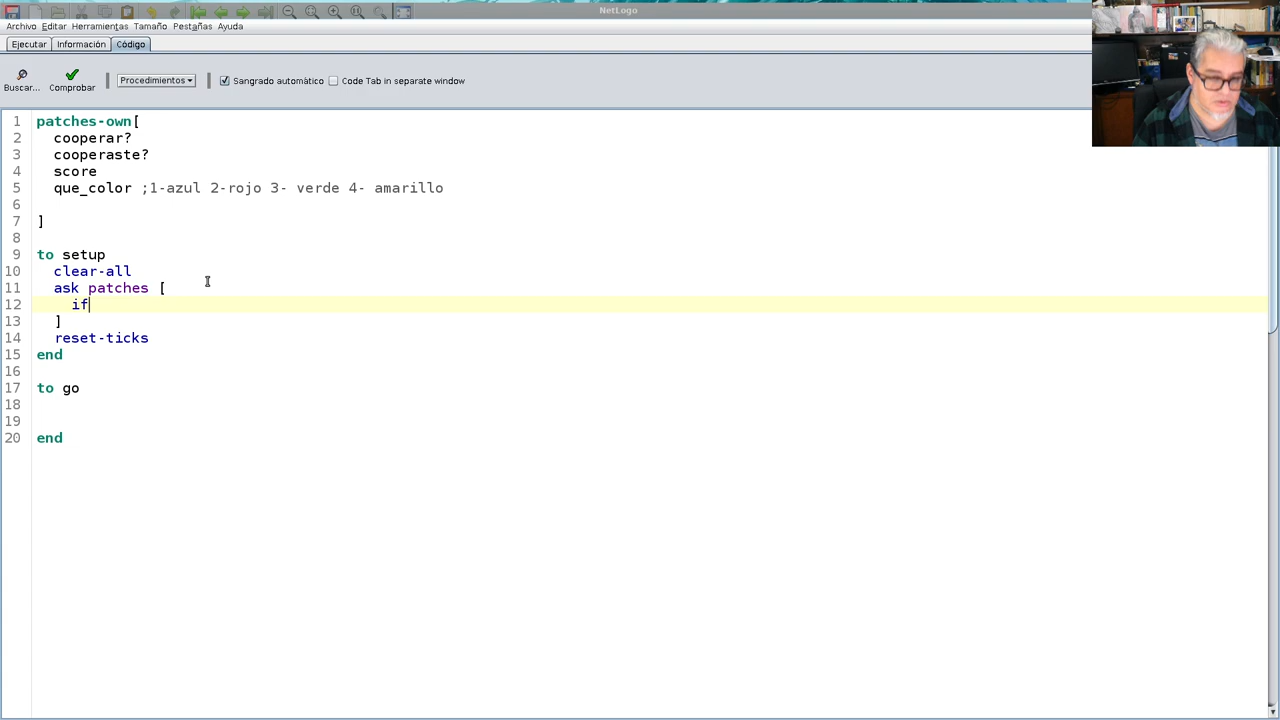 NetLogo
Archivo Editar Herramientas Tamaño Pestañas Ayuda
Ejecutar Información Código
Buscar... Comprobar Procedimientos Sangrado automático Code Tab in separate window
1 patches-own[
2 cooperar?
3 cooperaste?
4 score
5 que_color ;1-azul 2-rojo 3- verde 4- amarillo
6
7 ]
8
9 to setup
10 clear-all
11 ask patches [
12 if
13 ]
14 reset-ticks
15 end
16
17 to go
18
19
20 end